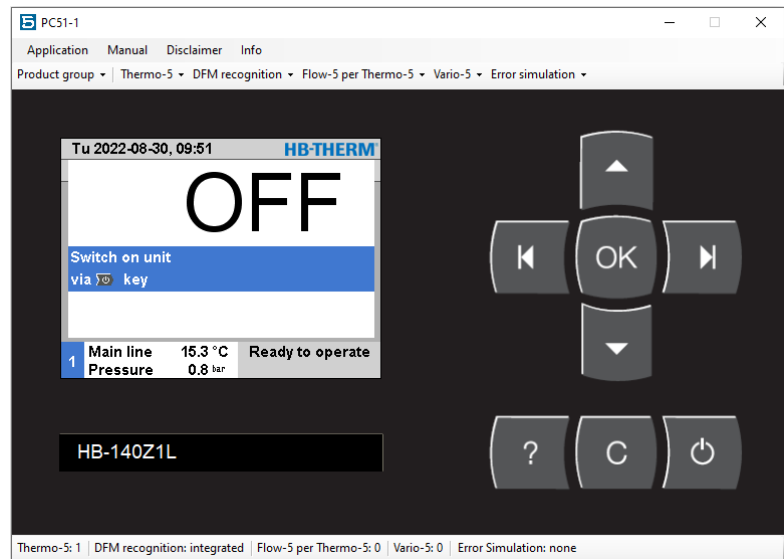 PC51-1
Application Manual Disclaimer Info
Product group Thermo-5 DFM recognition Flow-5 per Thermo-5 Vario-5 Error simulation
Tu 2022-08-30, 09:51 HB-THERM®
OFF
Switch on unit
via key
1 Main line 15.3 °C Ready to operate
Pressure 0.8 bar
OK
HB-140Z1L
? C
Thermo-5: 1 DFM recognition: integrated Flow-5 per Thermo-5: 0 Vario-5: 0 Error Simulation: none